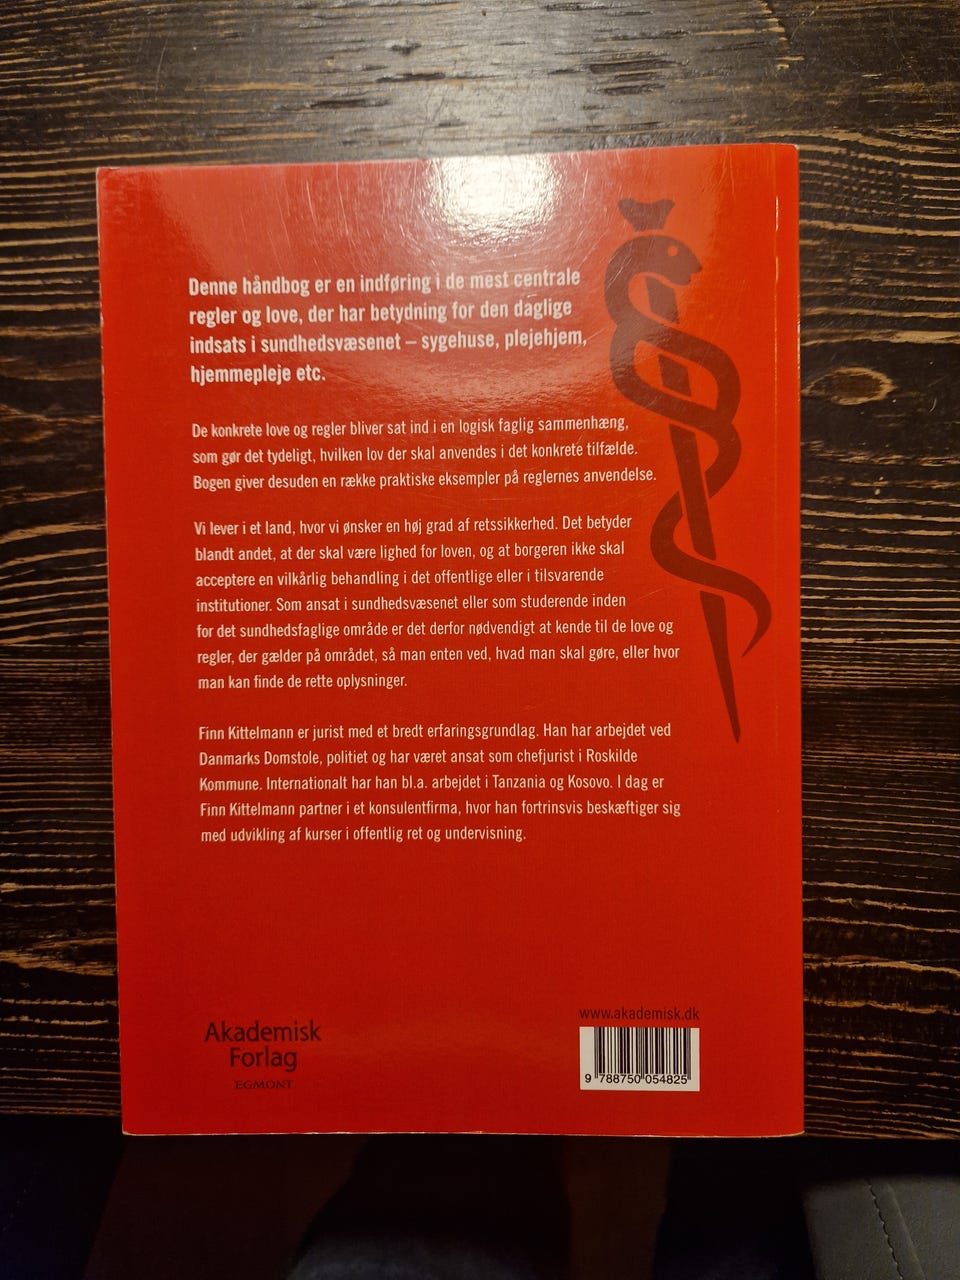 Denne håndbog er en indføring i de mest centrale
regler og love, der har betydning for den daglige
indsats i sundhedsvæsenet – sygehuse, plejehjem,
hjemmepleje etc.
De konkrete love og regler bliver sat ind i en logisk faglig sammenhæng,
som gør det tydeligt, hvilken lov der skal anvendes i det konkrete tilfælde.
Bogen giver desuden en række praktiske eksempler på reglernes anvendelse.
Vi lever i et land, hvor vi ønsker en høj grad af retssikkerhed. Det betyder
blandt andet, at der skal være lighed for loven, og at borgeren ikke skal
acceptere en vilkårlig behandling i det offentlige eller i tilsvarende
institutioner. Som ansat i sundhedsvæsenet eller som studerende inden
for det sundhedsfaglige område er det derfor nødvendigt at kende til de love og
regler, der gælder på området, så man enten ved, hvad man skal gøre, eller hvor
man kan finde de rette oplysninger.
Finn Kittelmann er jurist med et bredt erfaringsgrundlag. Han har arbejdet ved
Danmarks Domstole, politiet og har været ansat som chefjurist i Roskilde
Kommune. Internationalt har han bl.a. arbejdet i Tanzania og Kosovo. I dag er
Finn Kittelmann partner i et konsulentfirma, hvor han fortrinsvis beskæftiger sig
med udvikling af kurser i offentlig ret og undervisning.
Akademisk
Forlag
EGMONT
www.akademisk.dk
9 788750 054825